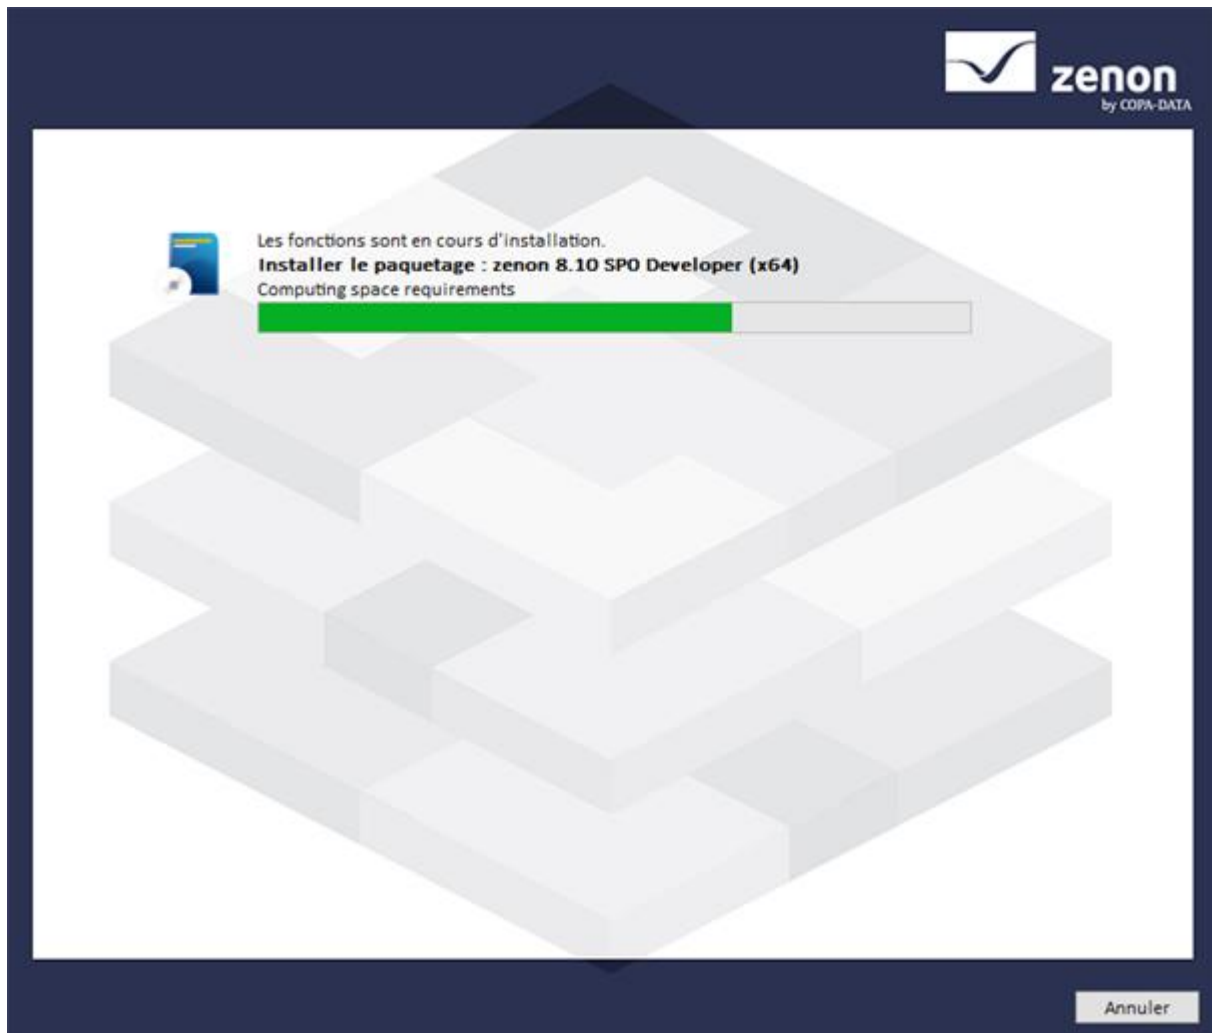 zenon
by COPA-DATA
Les fonctions sont en cours d'installation.
Installer le paquetage : zenon 8.10 SP0 Developer (x64)
Computing space requirements
Annuler